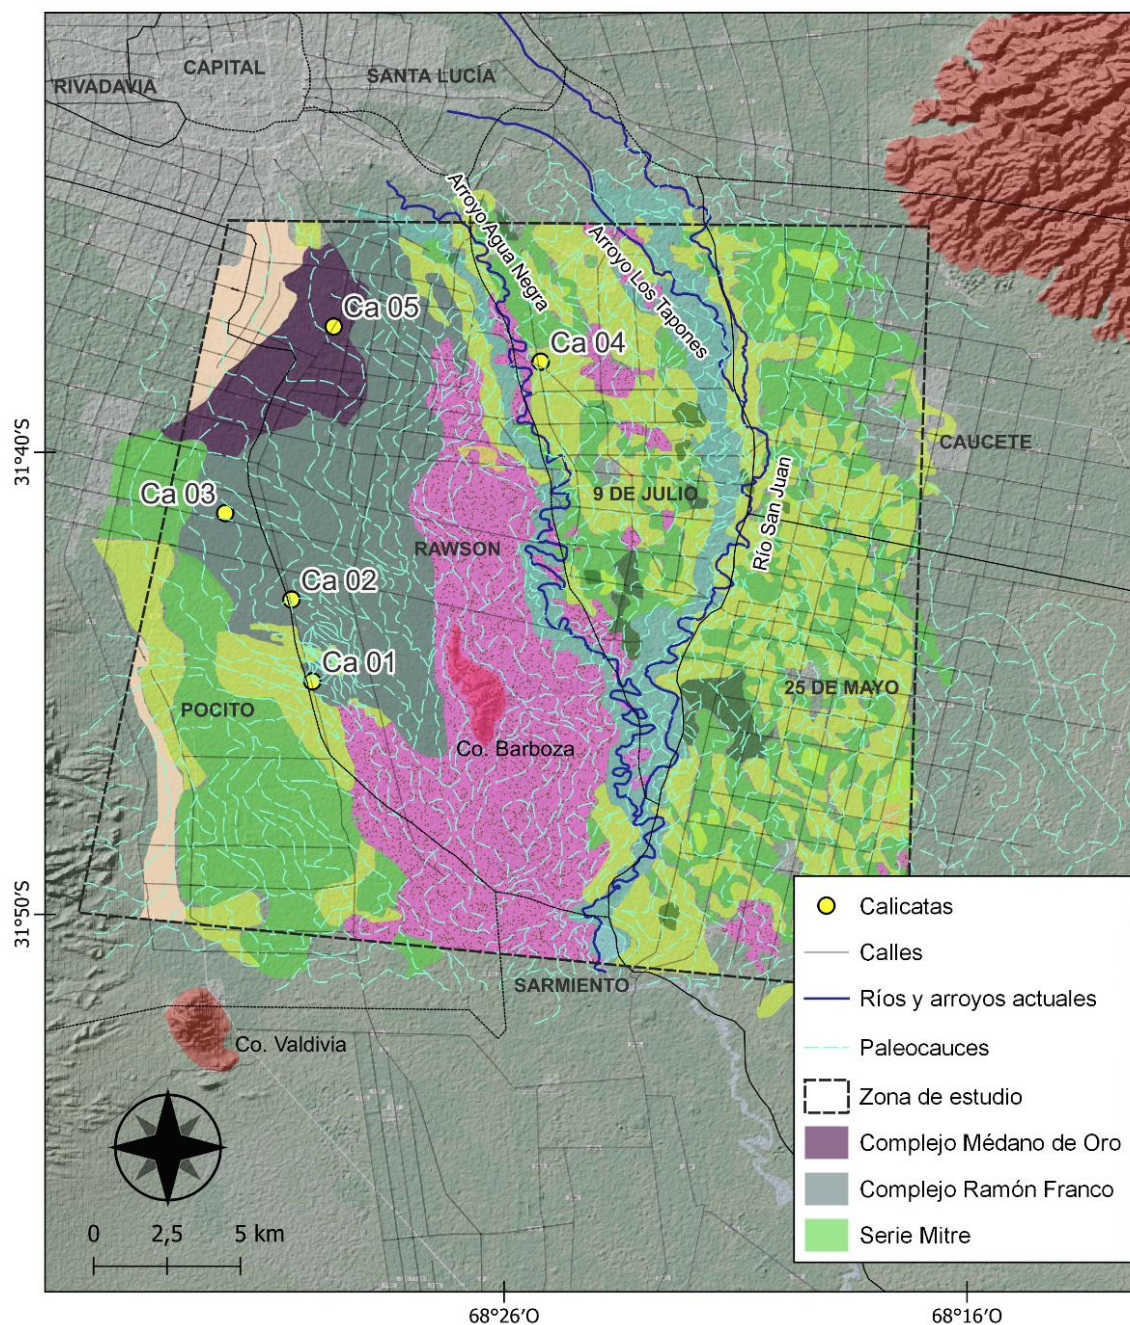 CAPITAL
SANTA LUCÍA
RIVADAVIA
Arroyo Agua Negra
Arroyo Los Tapones
Ca 05
Ca 04
31°40'S
CAUCETE
Ca 03
9 DE JULIO
Río San Juan
RAWSON
Ca 02
Ca 01
25 DE MAYO
POCITO
Co. Barboza
31°50'S
SARMIENTO
Co. Valdivia
Calicatas
Calles
Ríos y arroyos actuales
Paleocauces
Zona de estudio
Complejo Médano de Oro
Complejo Ramón Franco
Serie Mitre
0 2,5 5 km
68°26'O
68°16'O